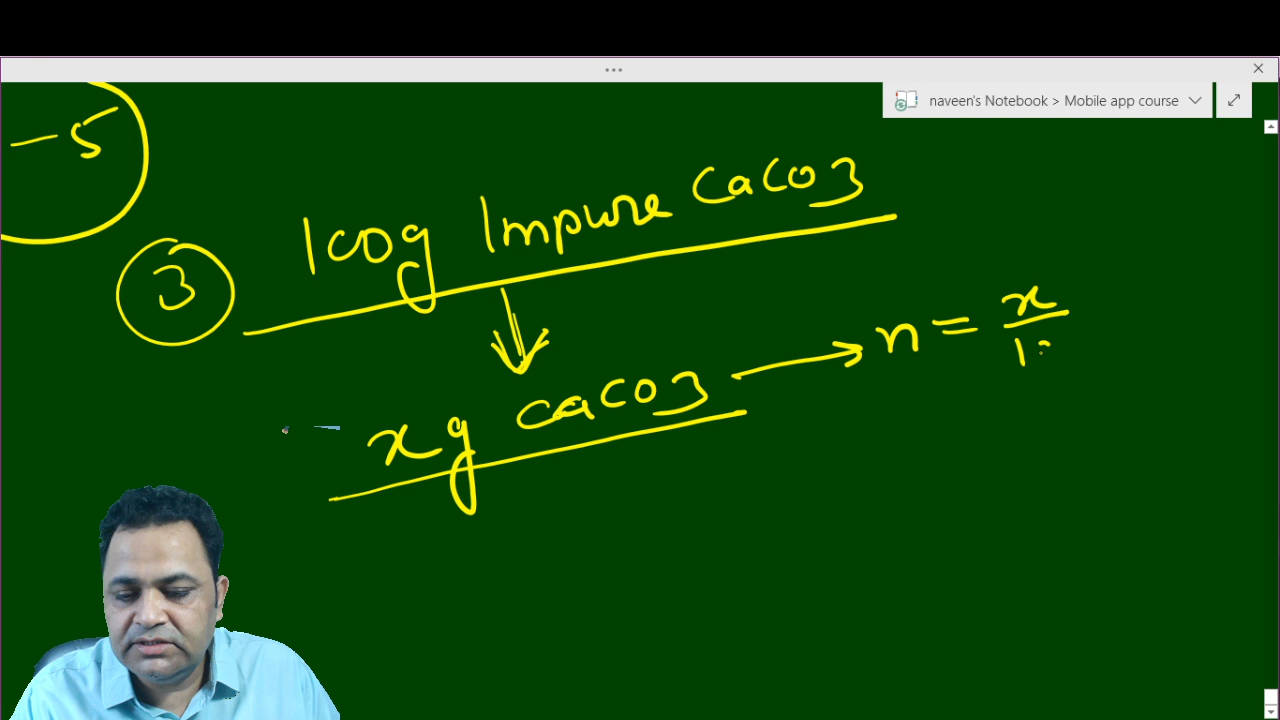 ...
naveen's Notebook > Mobile app course
-5
3 100g Impure CaCO3
xg CaCO3 → n = x/1